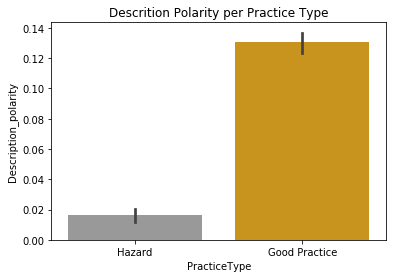 Descrition Polarity per Practice Type
Description_polarity
0.14
0.12
0.10
0.08
0.06
0.04
0.02
0.00
Hazard Good Practice
PracticeType